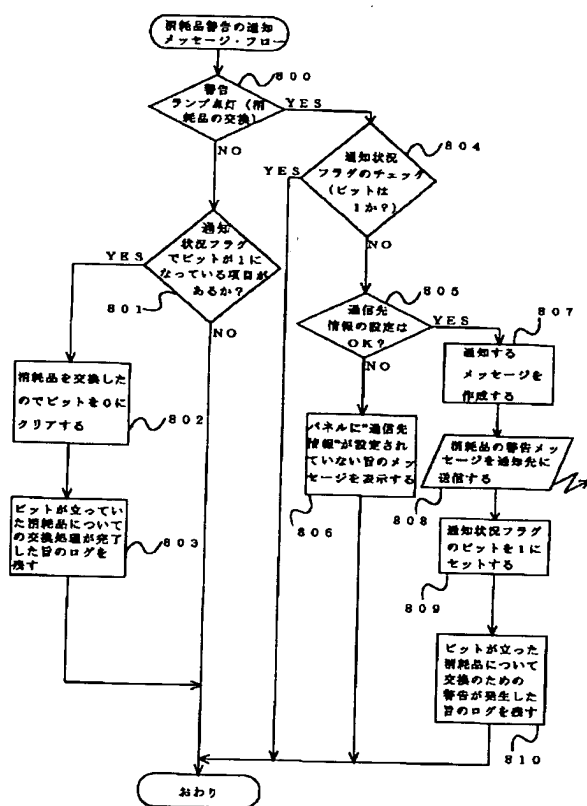 消耗品警告の通知
メッセージ・フロー
800
警告
ランプ点灯(消
耗品の交換)
YES
NO
804
通知状況
フラグのチェック
(ビットは
1か?)
YES
NO
通知
状況フラグ
でビットが1に
なっている項目が
あるか?
YES
801
NO
805
通信先
情報の設定は
OK?
YES
NO
807
通知する
メッセージを
作成する
消耗品を交換した
のでビットを0に
クリアする
802
パネルに"通信先
情報"が設定され
ていない旨のメッ
セージを表示する
806
消耗品の警告メッ
セージを通知先に
送信する
808
ビットが立ってい
た消耗品について
の交換処理が完了
した旨のログを
残す
803
通知状況フラグ
のビットを1に
セットする
809
ビットが立った
消耗品について
交換のための
警告が発生した
旨のログを残す
810
おわり